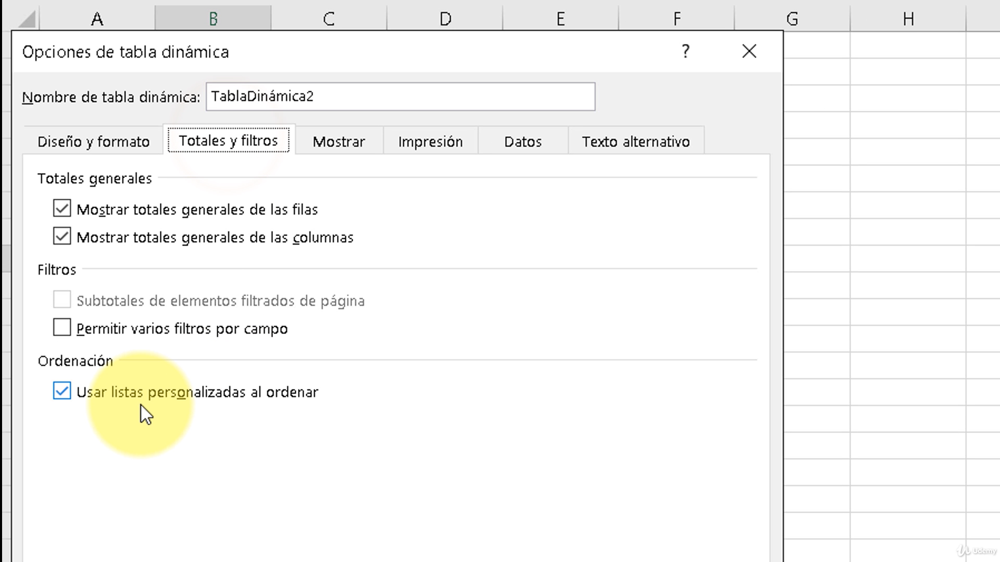 A B C D E F G H
Opciones de tabla dinámica ?
Nombre de tabla dinámica: TablaDinámica2
Diseño y formato Totales y filtros Mostrar Impresión Datos Texto alternativo
Totales generales
Mostrar totales generales de las filas
Mostrar totales generales de las columnas
Filtros
Subtotales de elementos filtrados de página
Permitir varios filtros por campo
Ordenación
Usar listas personalizadas al ordenar
Udemy